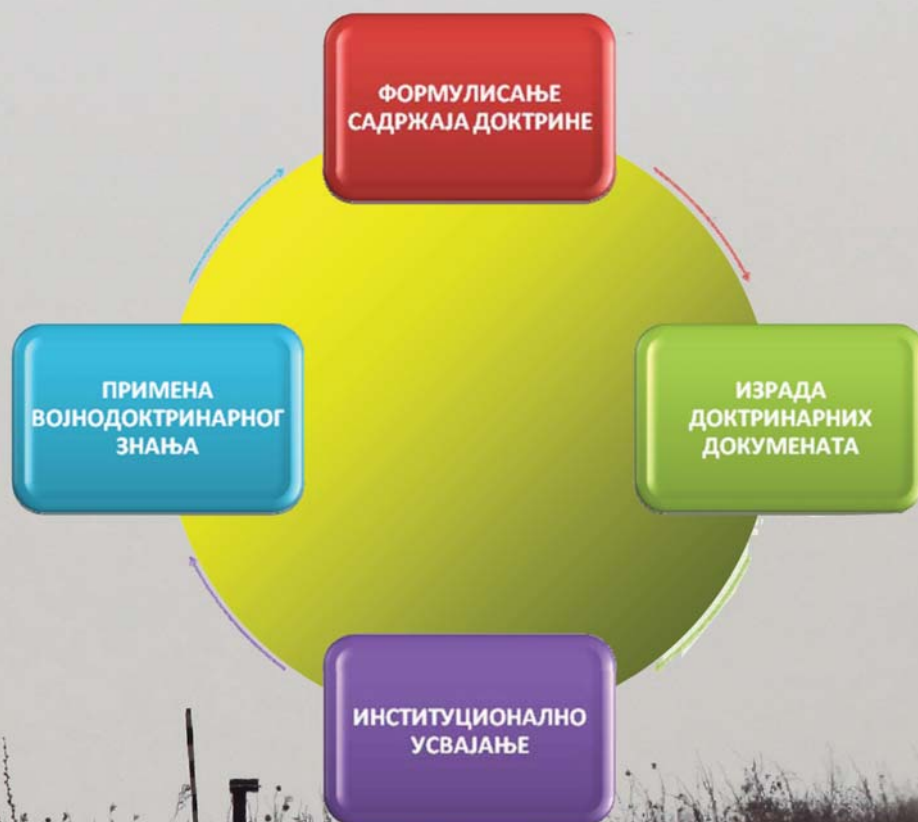 ФОРМУЛИСАЊЕ
САДРЖАЈА ДОКТРИНЕ
ПРИМЕНА
ВОЈНОДОКТРИНАРНОГ
ЗНАЊА
ИЗРАДА
ДОКТРИНАРНИХ
ДОКУМЕНАТА
ИНСТИТУЦИОНАЛНО
УСВАЈАЊЕ